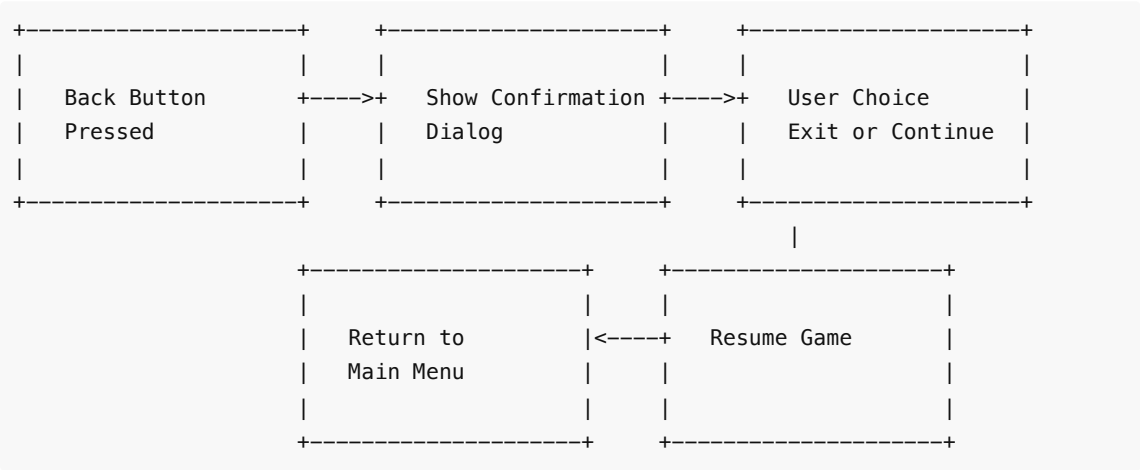 Back Button
Pressed
Show Confirmation
Dialog
User Choice
Exit or Continue
Return to
Main Menu
Resume Game